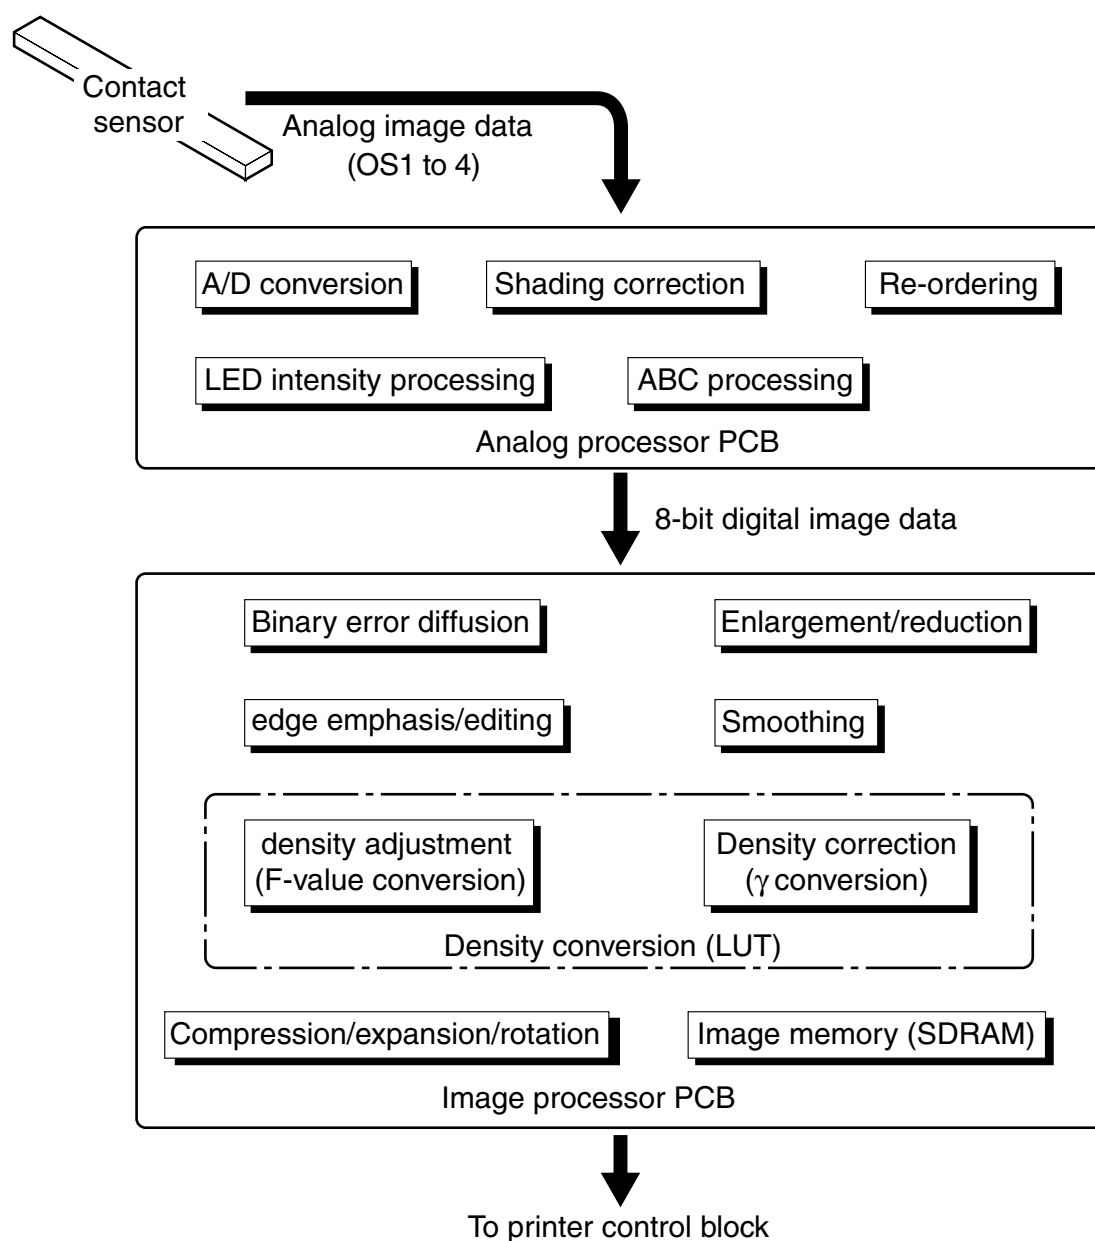 Contact
sensor
Analog image data
(OS1 to 4)
A/D conversion
Shading correction
Re-ordering
LED intensity processing
ABC processing
Analog processor PCB
8-bit digital image data
Binary error diffusion
Enlargement/reduction
edge emphasis/editing
Smoothing
density adjustment
(F-value conversion)
Density correction
(γ conversion)
Density conversion (LUT)
Compression/expansion/rotation
Image memory (SDRAM)
Image processor PCB
To printer control block